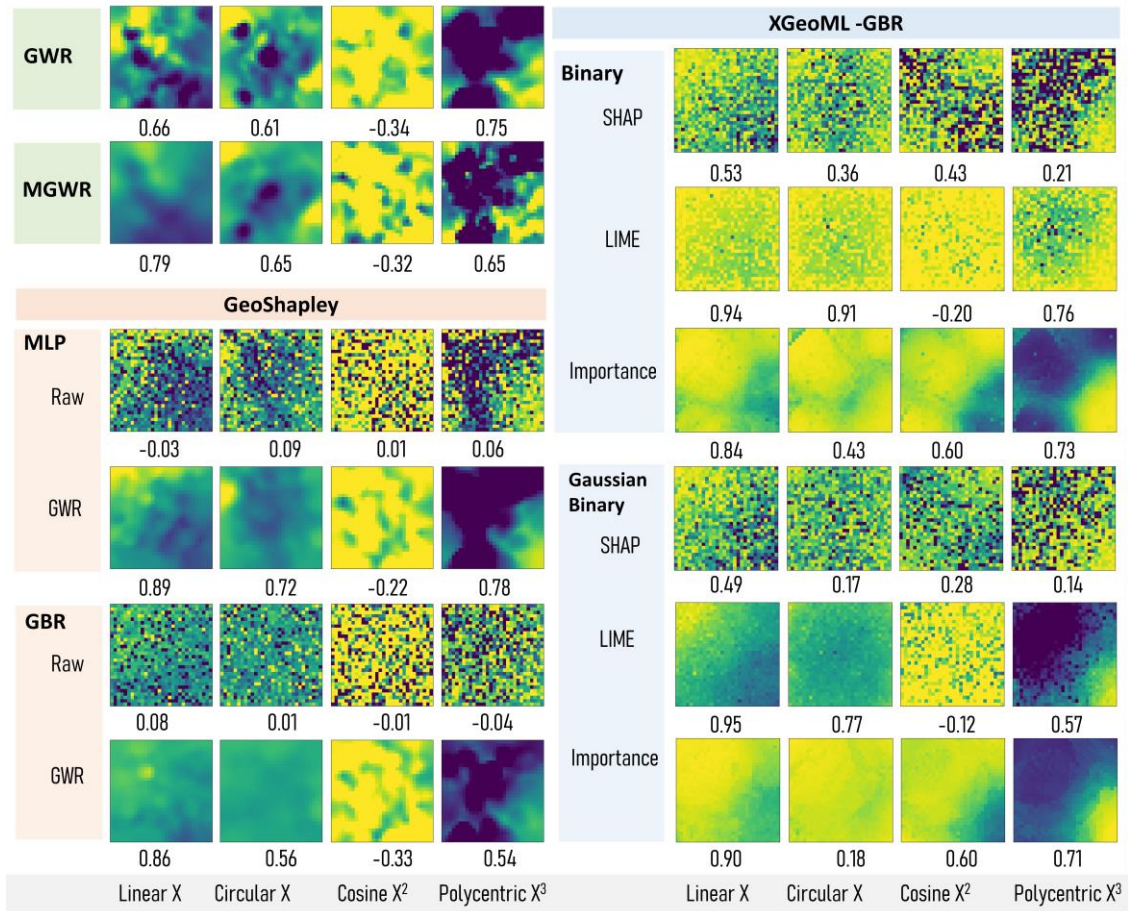 GWR
0.66 0.61 -0.34 0.75
MGWR
0.79 0.65 -0.32 0.65
GeoShapley
MLP
Raw
-0.03 0.09 0.01 0.06
GWR
0.89 0.72 -0.22 0.78
GBR
Raw
0.08 0.01 -0.01 -0.04
GWR
0.86 0.56 -0.33 0.54
Linear X Circular X Cosine X² Polycentric X³
XGeoML -GBR
Binary
SHAP
0.53 0.36 0.43 0.21
LIME
0.94 0.91 -0.20 0.76
Importance
0.84 0.43 0.60 0.73
Gaussian
Binary
SHAP
0.49 0.17 0.28 0.14
LIME
0.95 0.77 -0.12 0.57
Importance
0.90 0.18 0.60 0.71
Linear X Circular X Cosine X² Polycentric X³